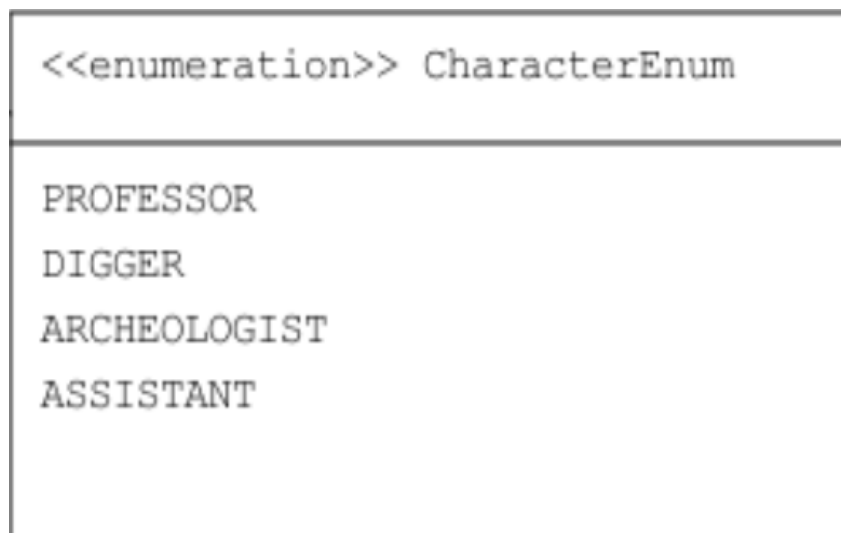 <<enumeration>> CharacterEnum
PROFESSOR
DIGGER
ARCHEOLOGIST
ASSISTANT